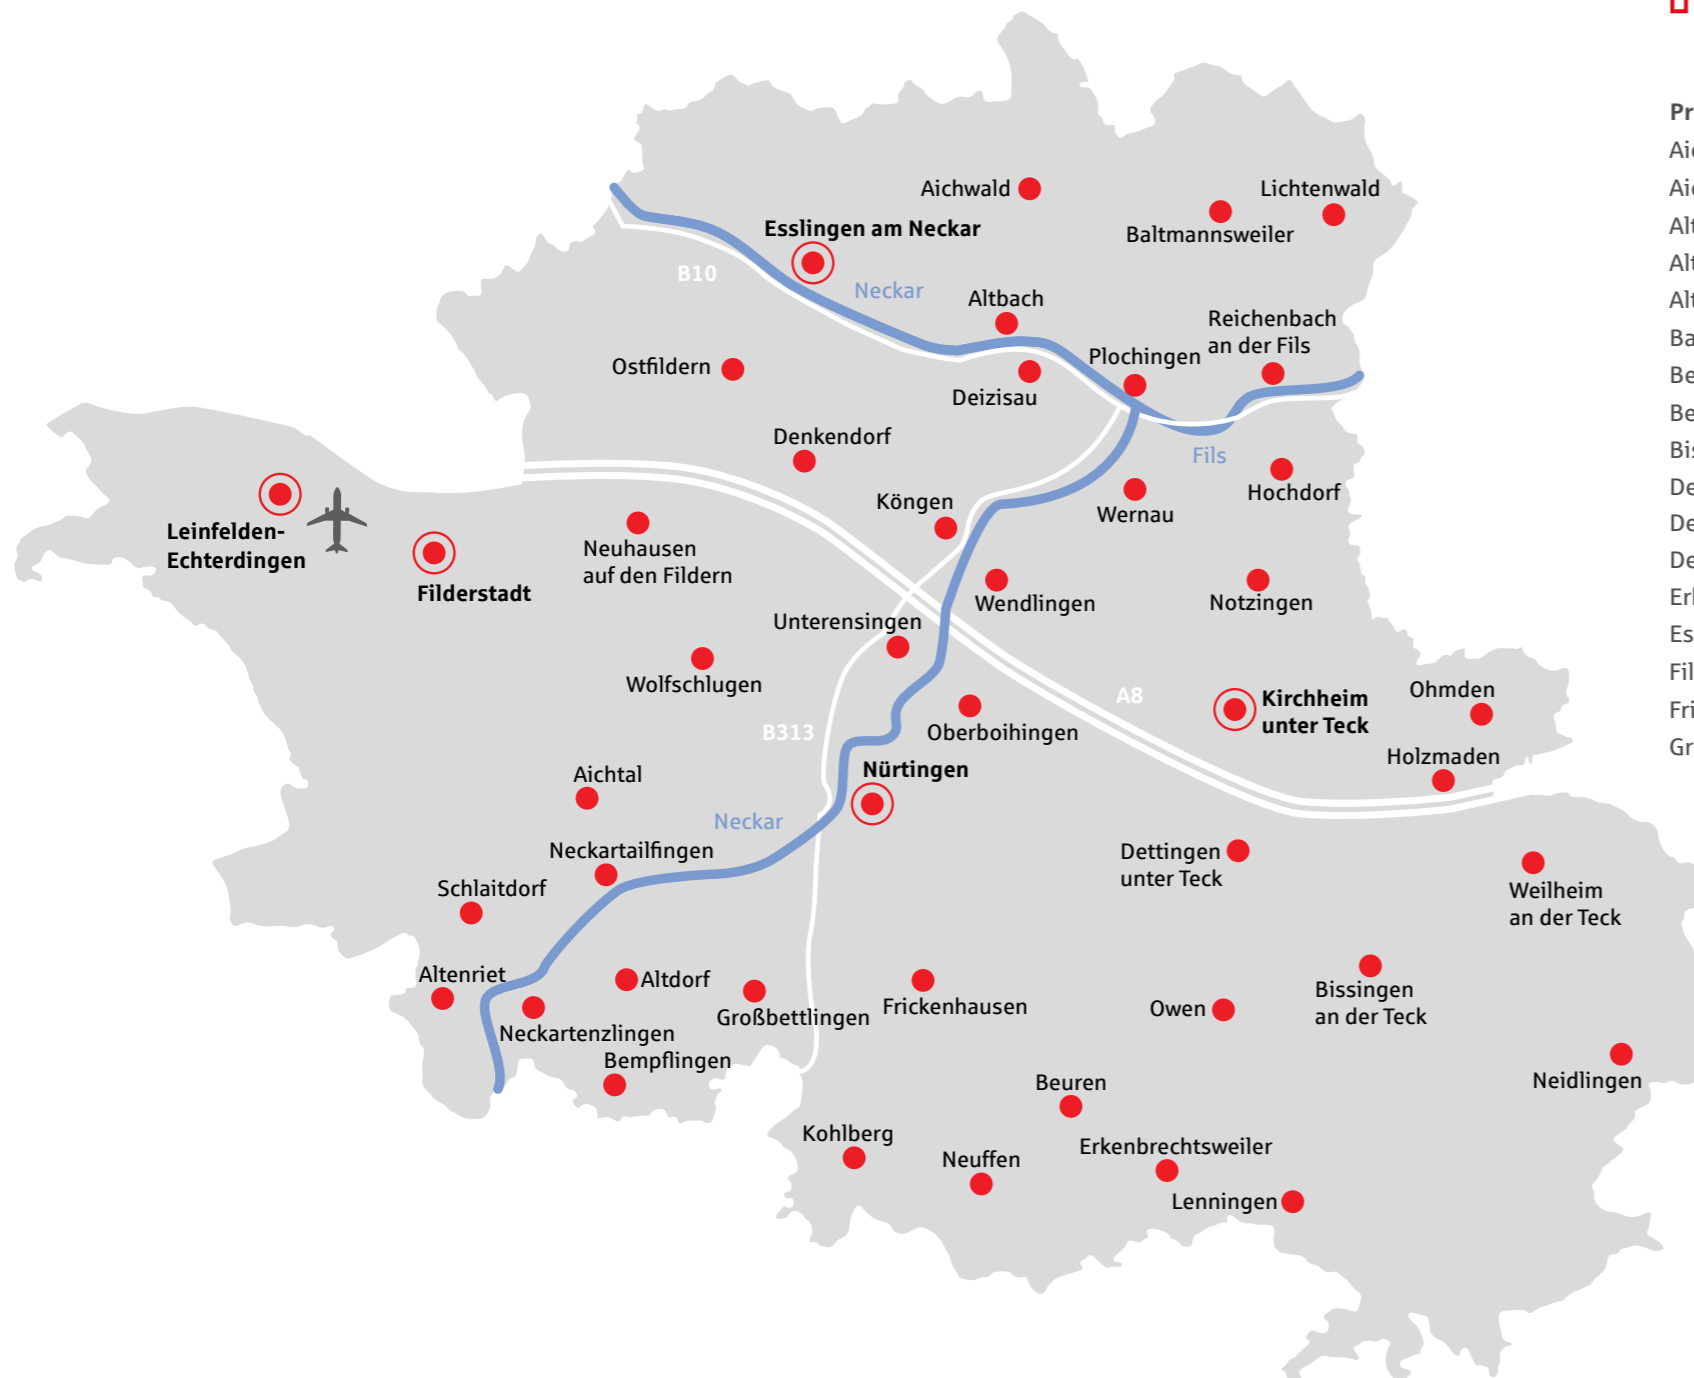 Aichwald
Lichtenwald
Esslingen am Neckar
Baltmannsweiler
B10
Neckar
Altbach
Reichenbach
an der Fils
Plochingen
Ostfildern
Deizisau
Denkendorf
Fils
Hochdorf
Köngen
Wernau
Leinfelden-
Echterdingen
Neuhausen
auf den Fildern
Filderstadt
Wendlingen
Notzingen
Unterensingen
Wolfschlugen
A8
Kirchheim
unter Teck
Ohmden
B313
Oberboihingen
Holzmaden
Nürtingen
Aichtal
Neckar
Neckartailfingen
Dettingen
unter Teck
Schlaitdorf
Weilheim
an der Teck
Altenriet
Altdorf
Großbettlingen
Frickenhausen
Owen
Bissingen
an der Teck
Neckartenzlingen
Bempflingen
Neidlingen
Beuren
Kohlberg
Neuffen
Erkenbrechtsweiler
Lenningen